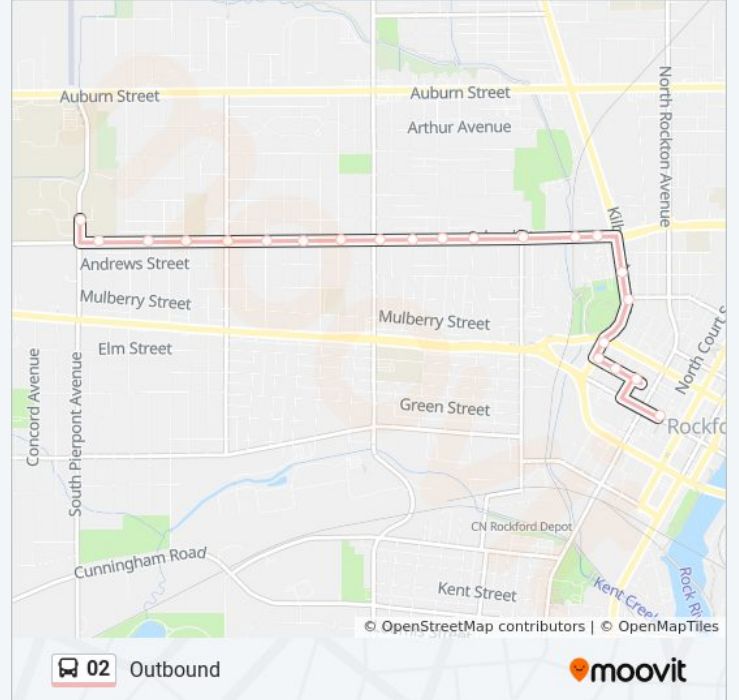 Auburn Street
Auburn Street
Arthur Avenue
North Rockton Avenue
Andrews Street
Mulberry Street
Mulberry Street
Elm Street
North Court S
Concord Avenue
South Pierpont Avenue
Green Street
Rockfo
CN Rockford Depot
Cunningham Road
Kent Street
Kent Creek
Rock Ri
© OpenStreetMap contributors | © OpenMapTiles
02 Outbound
moovit